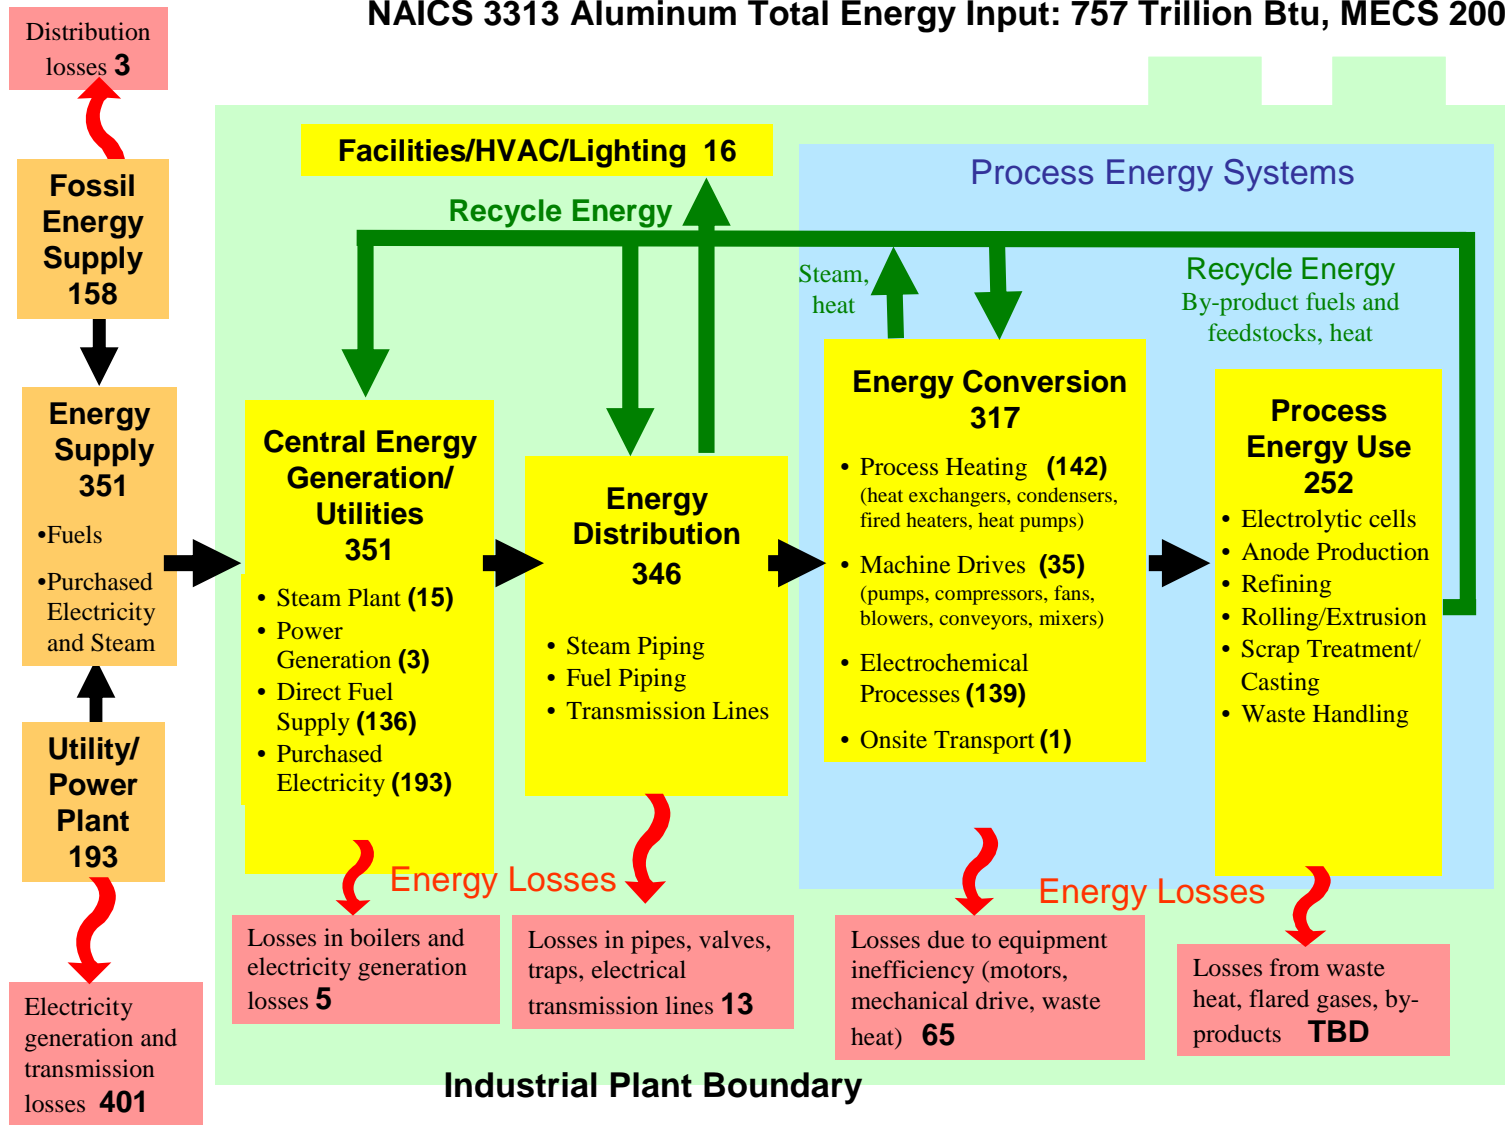 NAICS 3313 Aluminum Total Energy Input: 757 Trillion Btu, MECS 200
Distribution
losses 3
Fossil
Energy
Supply
158
Energy
Supply
351
•Fuels
•Purchased
Electricity
and Steam
Utility/
Power
Plant
193
Electricity
generation and
transmission
losses 401
Facilities/HVAC/Lighting 16
Recycle Energy
Process Energy Systems
Steam,
heat
Recycle Energy
By-product fuels and
feedstocks, heat
Central Energy
Generation/
Utilities
351
• Steam Plant (15)
• Power
Generation (3)
• Direct Fuel
Supply (136)
• Purchased
Electricity (193)
Energy
Distribution
346
• Steam Piping
• Fuel Piping
• Transmission Lines
Energy Conversion
317
• Process Heating (142)
(heat exchangers, condensers,
fired heaters, heat pumps)
• Machine Drives (35)
(pumps, compressors, fans,
blowers, conveyors, mixers)
• Electrochemical
Processes (139)
• Onsite Transport (1)
Process
Energy Use
252
• Electrolytic cells
• Anode Production
• Refining
• Rolling/Extrusion
• Scrap Treatment/
Casting
• Waste Handling
Energy Losses
Energy Losses
Losses in boilers and
electricity generation
losses 5
Losses in pipes, valves,
traps, electrical
transmission lines 13
Losses due to equipment
inefficiency (motors,
mechanical drive, waste
heat) 65
Losses from waste
heat, flared gases, by-
products TBD
Industrial Plant Boundary